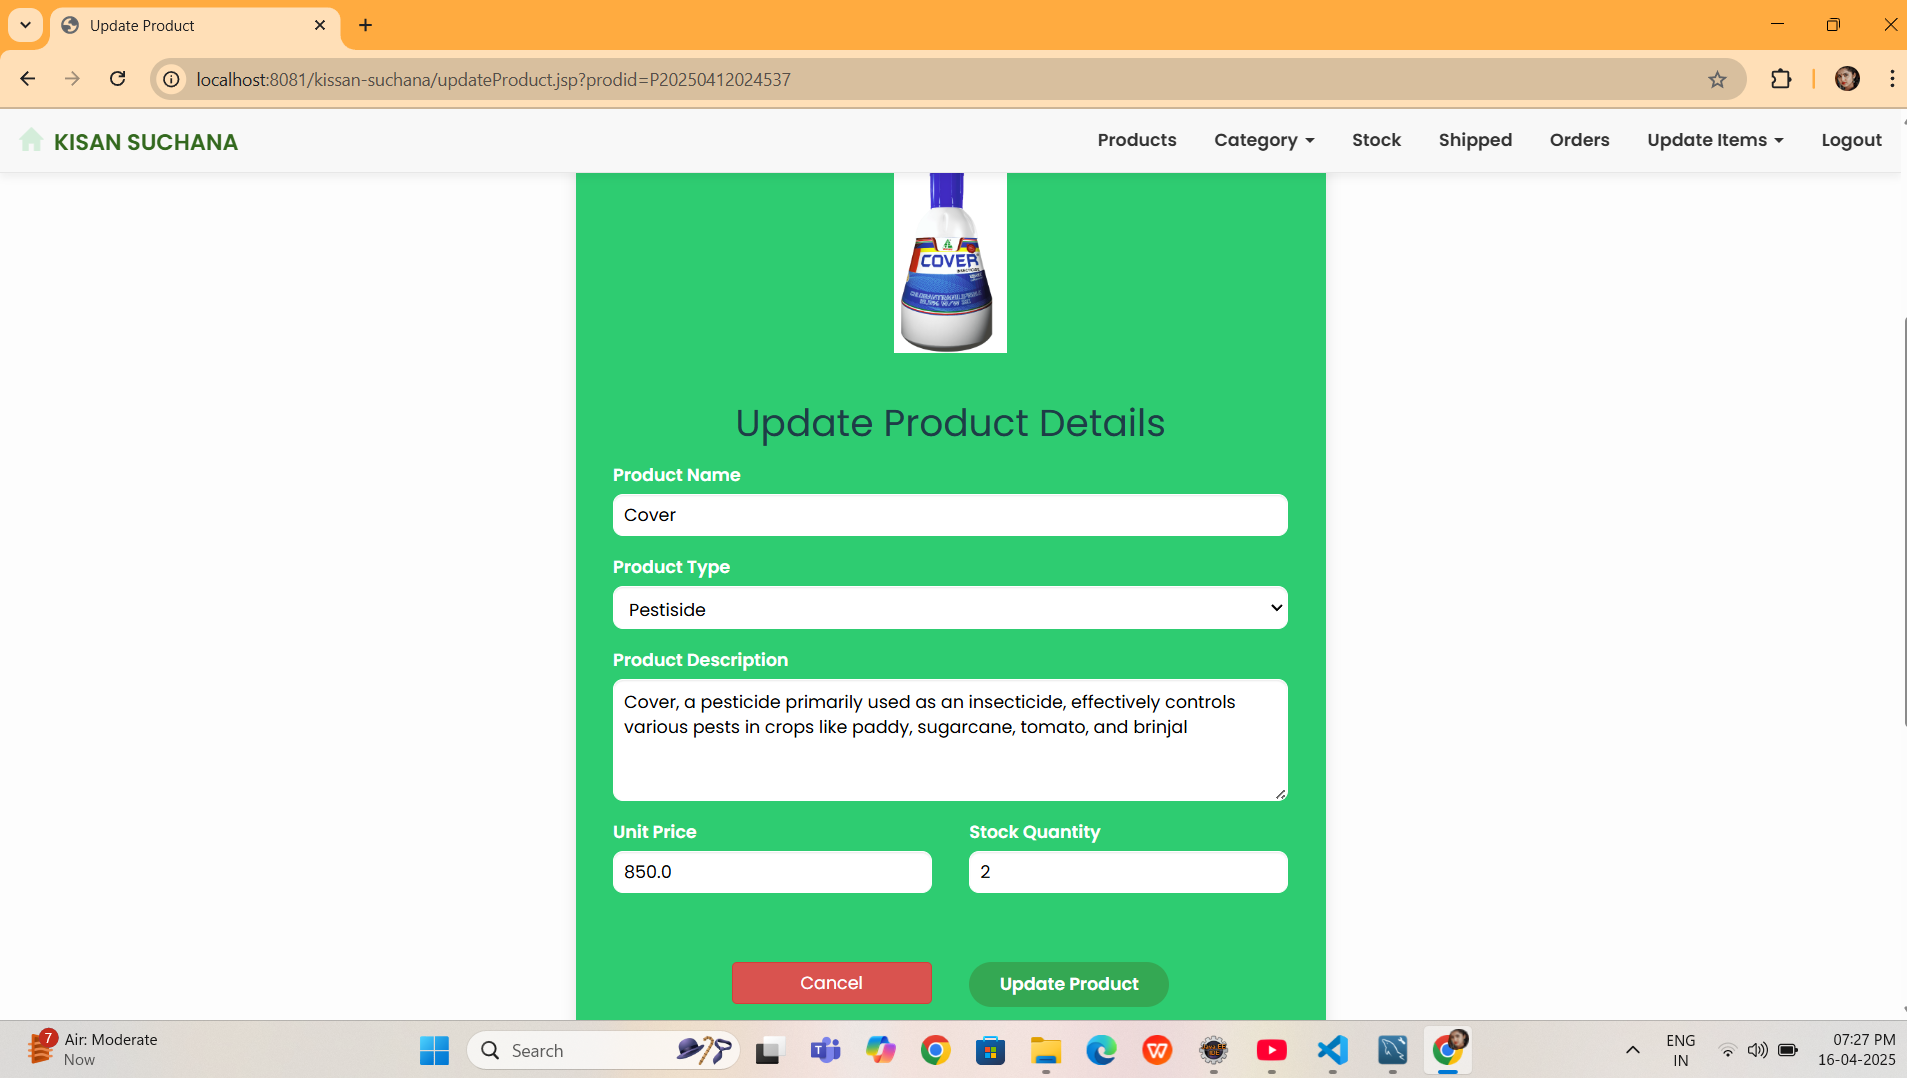 Update Product
localhost:8081/kissan-suchana/updateProduct.jsp?prodid=P20250412024537
KISAN SUCHANA
Products
Category
Stock
Shipped
Orders
Update Items
Logout
COVER
Update Product Details
Product Name
Cover
Product Type
Pestiside
Product Description
Cover, a pesticide primarily used as an insecticide, effectively controls
various pests in crops like paddy, sugarcane, tomato, and brinjal
Unit Price
Stock Quantity
850.0
2
Cancel
Update Product
7
Air: Moderate
Now
Search
ENG
IN
07:27 PM
16-04-2025